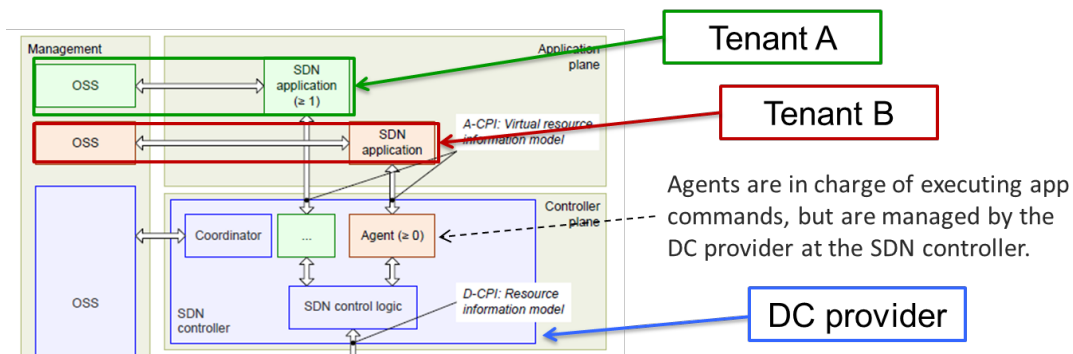 Management
Application
plane
Tenant A
OSS
SDN
application
(≥ 1)
Tenant B
OSS
SDN
application
A-CPI: Virtual resource
information model
Agents are in charge of executing app
commands, but are managed by the
DC provider at the SDN controller.
Controller
plane
Coordinator
...
Agent (≥ 0)
OSS
SDN control logic
D-CPI: Resource
information model
SDN
controller
DC provider